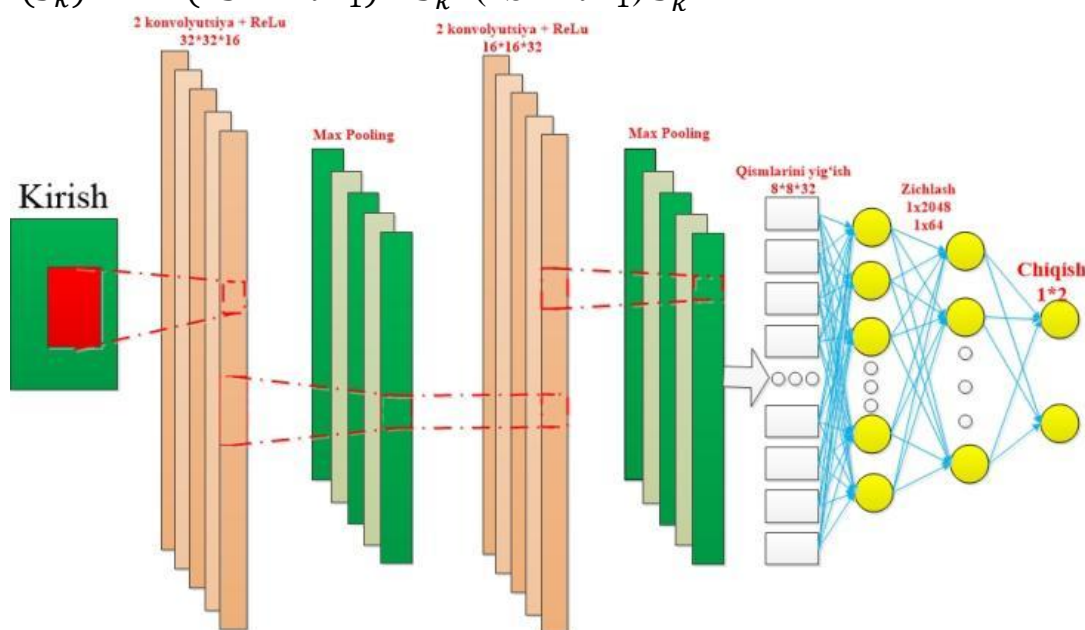 2 konvolyutsiya + ReLu
32*32*16
2 konvolyutsiya + ReLu
16*16*32
Max Pooling
Max Pooling
Kirish
Qismlarini yig'ish
8*8*32
Zichlash
1x2048
1x64
Chiqish
1*2